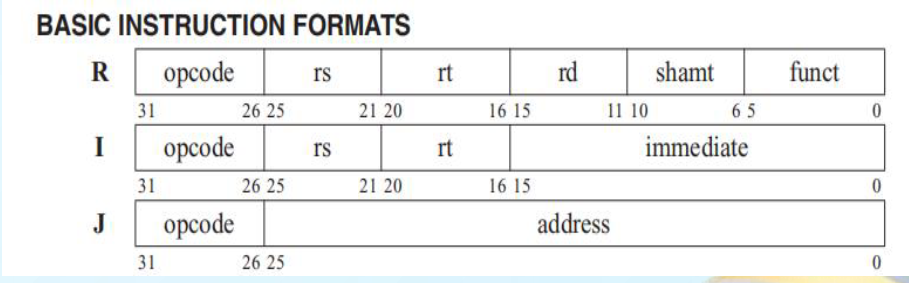 BASIC INSTRUCTION FORMATS
R opcode rs rt rd shamt funct
31 26 25 21 20 16 15 11 10 6 5 0
I opcode rs rt immediate
31 26 25 21 20 16 15 0
J opcode address
31 26 25 0